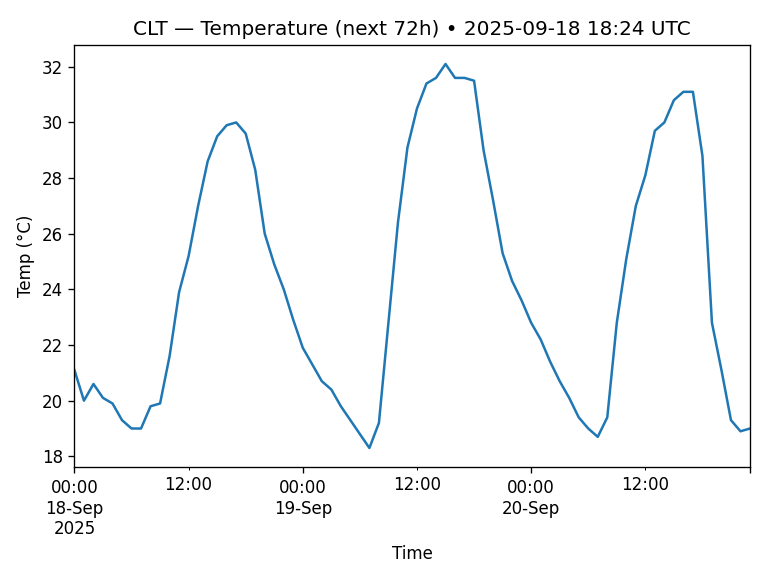 CLT — Temperature (next 72h) • 2025-09-18 18:24 UTC
Temp (°C)
32
30
28
26
24
22
20
18
00:00 12:00 00:00 12:00 00:00 12:00
18-Sep 19-Sep 20-Sep
2025
Time